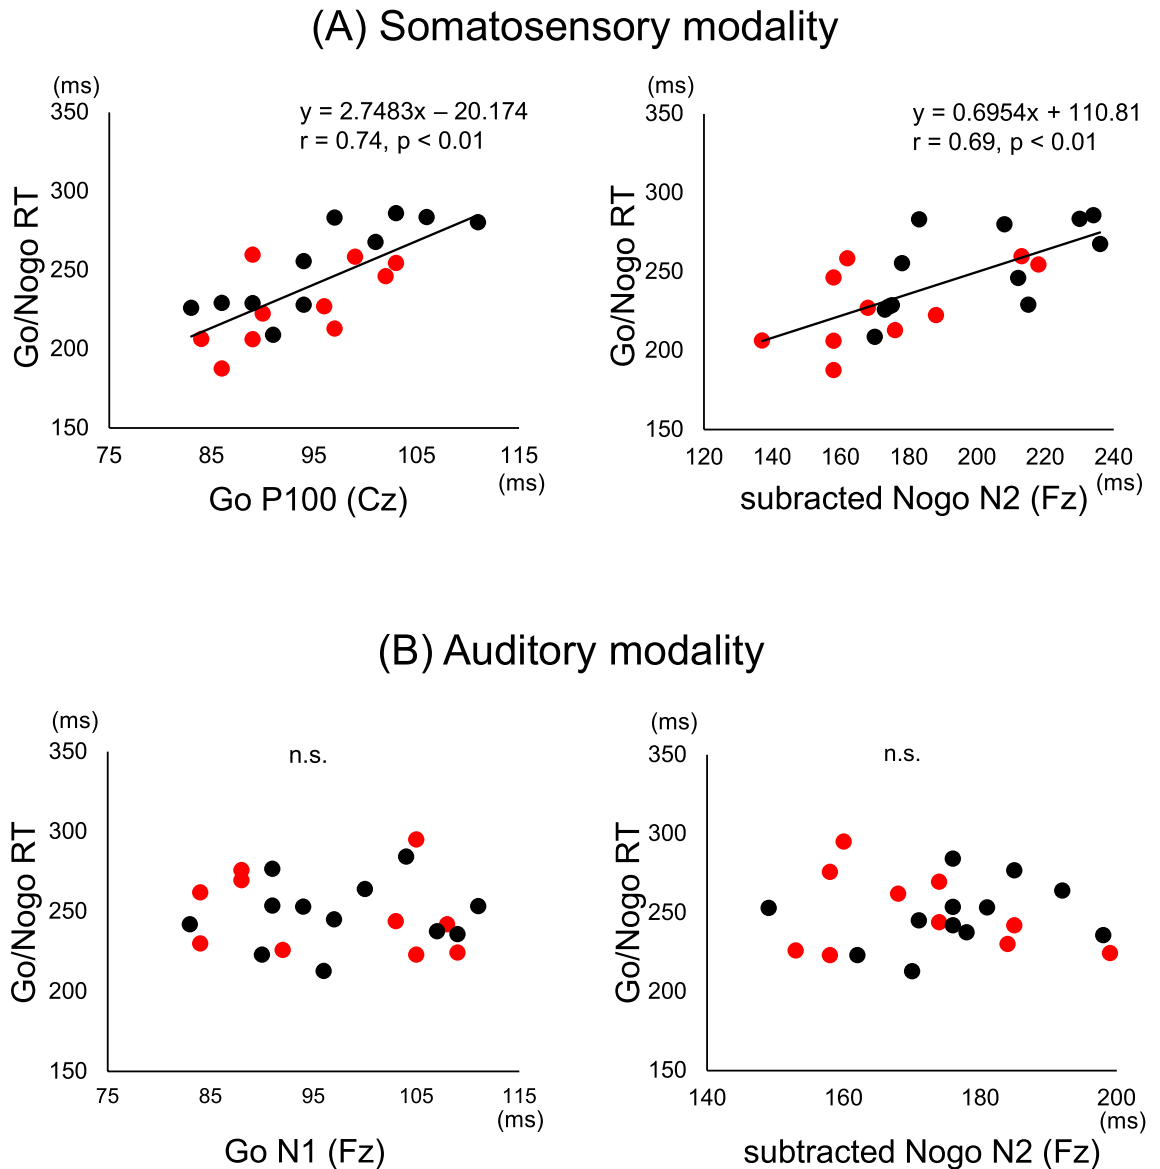 (A) Somatosensory modality
(ms)
y = 2.7483x – 20.174
r = 0.74, p < 0.01
350
300
250
200
150
Go/Nogo RT
75 85 95 105 115
(ms)
Go P100 (Cz)
(ms)
y = 0.6954x + 110.81
r = 0.69, p < 0.01
350
300
250
200
150
Go/Nogo RT
120 140 160 180 200 220 240
(ms)
subracted Nogo N2 (Fz)
(B) Auditory modality
(ms)
n.s.
350
300
250
200
150
Go/Nogo RT
75 85 95 105 115
(ms)
Go N1 (Fz)
(ms)
n.s.
350
300
250
200
150
Go/Nogo RT
140 160 180 200
(ms)
subtracted Nogo N2 (Fz)